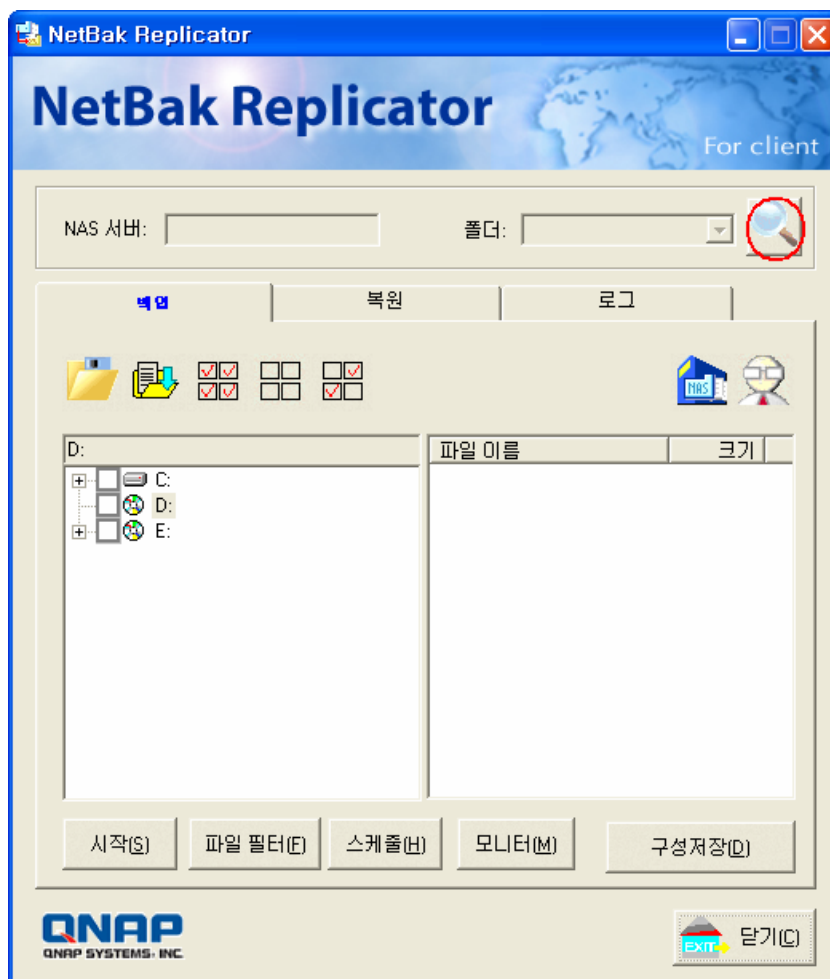 NetBak Replicator
NetBak Replicator
For client
NAS 서버:
폴더:
백업
복원
로그
NAS
D:
파일 이름
크기
C:
D:
E:
시작(S)
파일 필터(F)
스케줄(H)
모니터(M)
구성저장(D)
QNAP
QNAP SYSTEMS, INC.
EXIT
닫기(C)